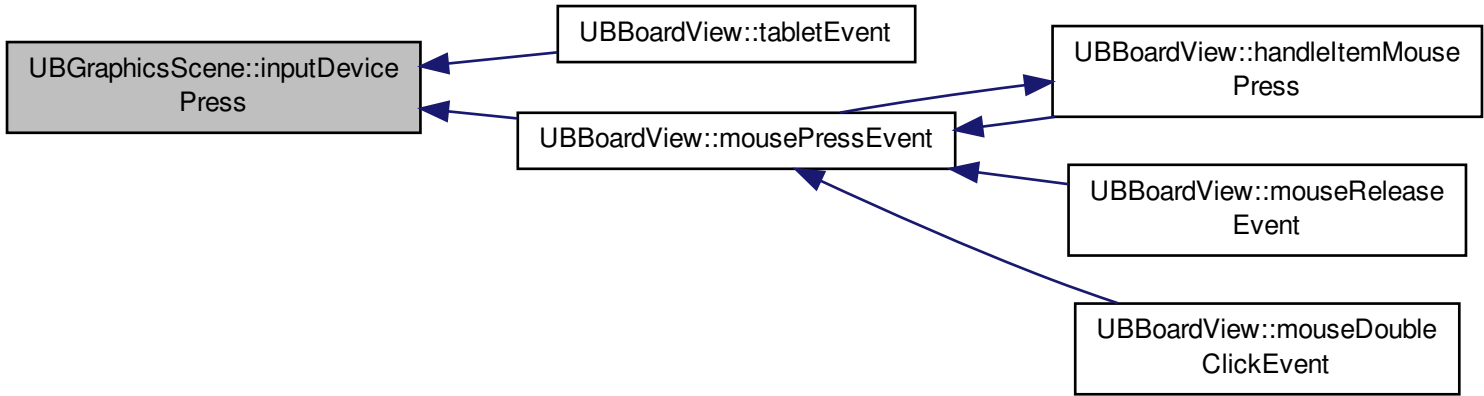 UBGraphicsScene::inputDevice
Press
UBBoardView::tabletEvent
UBBoardView::mousePressEvent
UBBoardView::handleItemMouse
Press
UBBoardView::mouseRelease
Event
UBBoardView::mouseDouble
ClickEvent